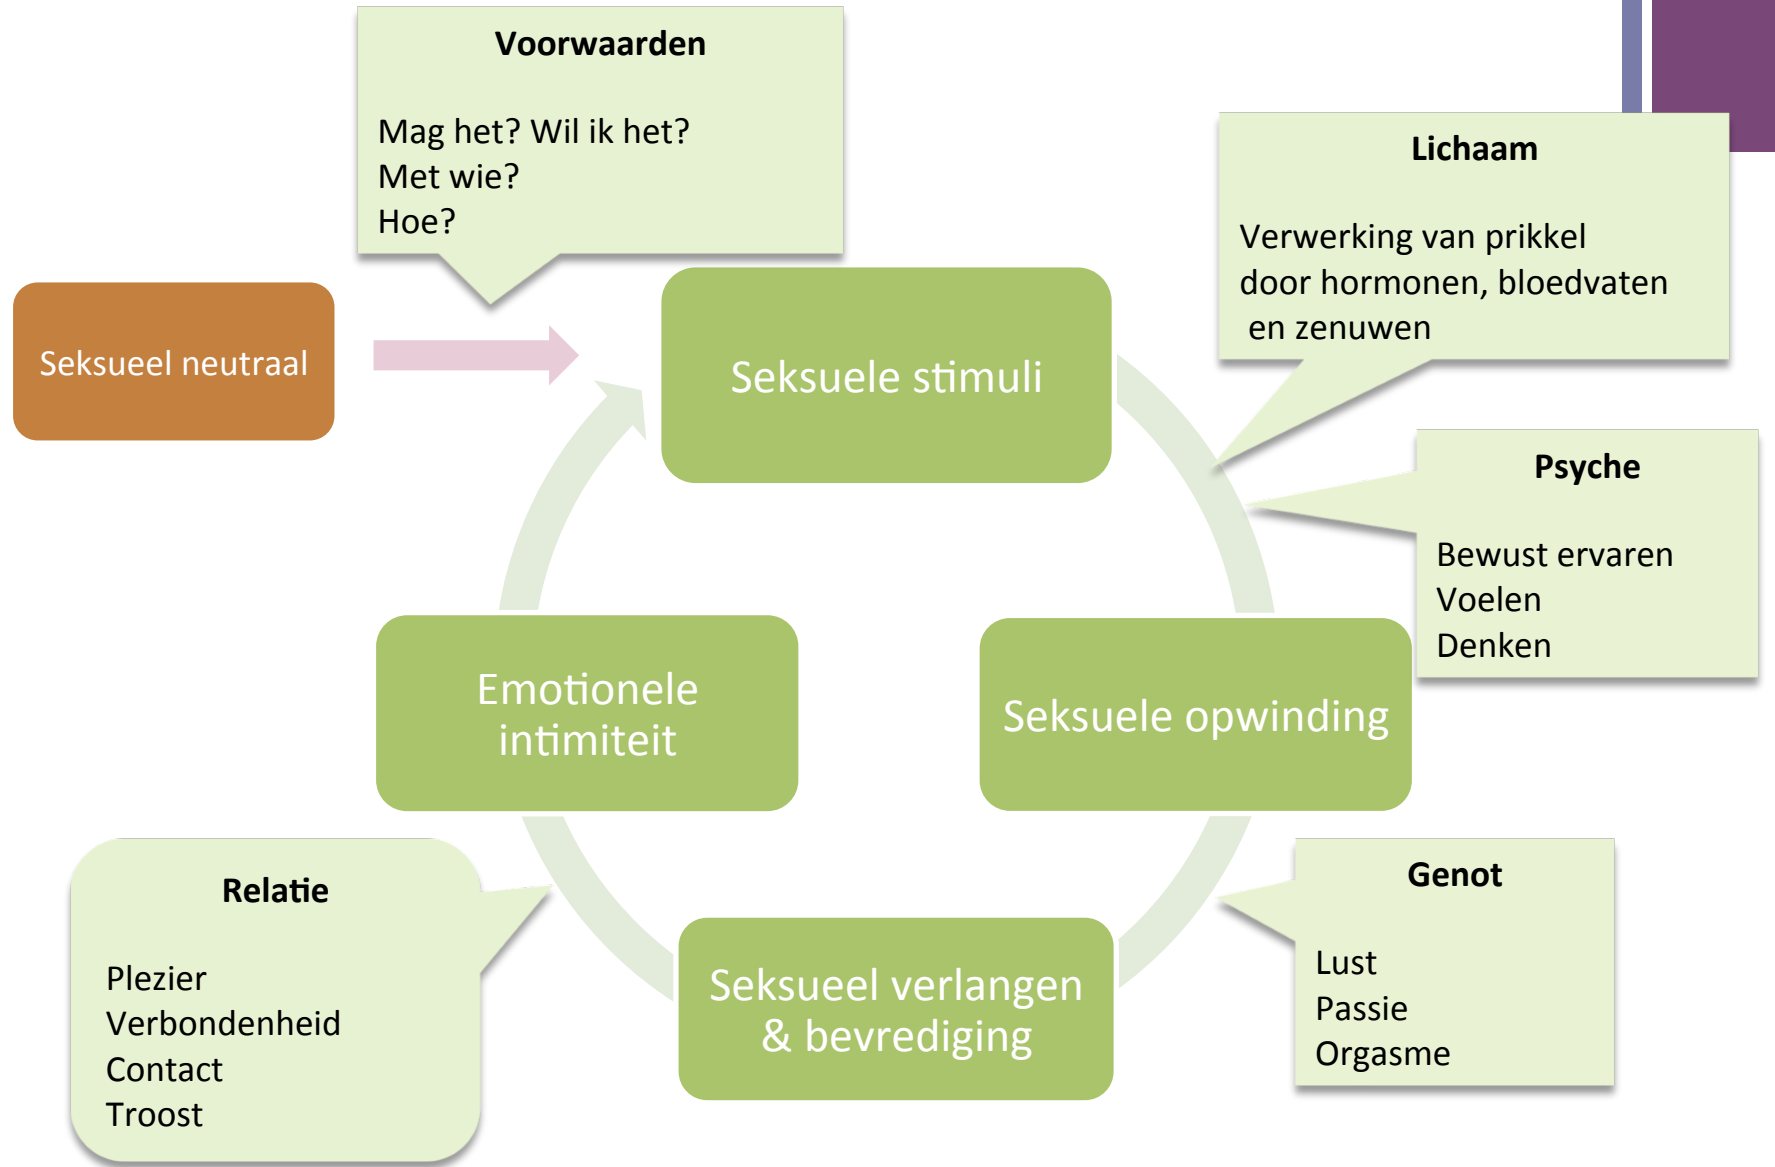 Voorwaarden
Mag het? Wil ik het?
Met wie?
Hoe?
Lichaam
Verwerking van prikkel
door hormonen, bloedvaten
en zenuwen
Seksueel neutraal
Seksuele stimuli
Psyche
Bewust ervaren
Voelen
Denken
Emotionele
intimiteit
Seksuele opwinding
Relatie
Plezier
Verbondenheid
Contact
Troost
Seksueel verlangen
& bevrediging
Genot
Lust
Passie
Orgasme